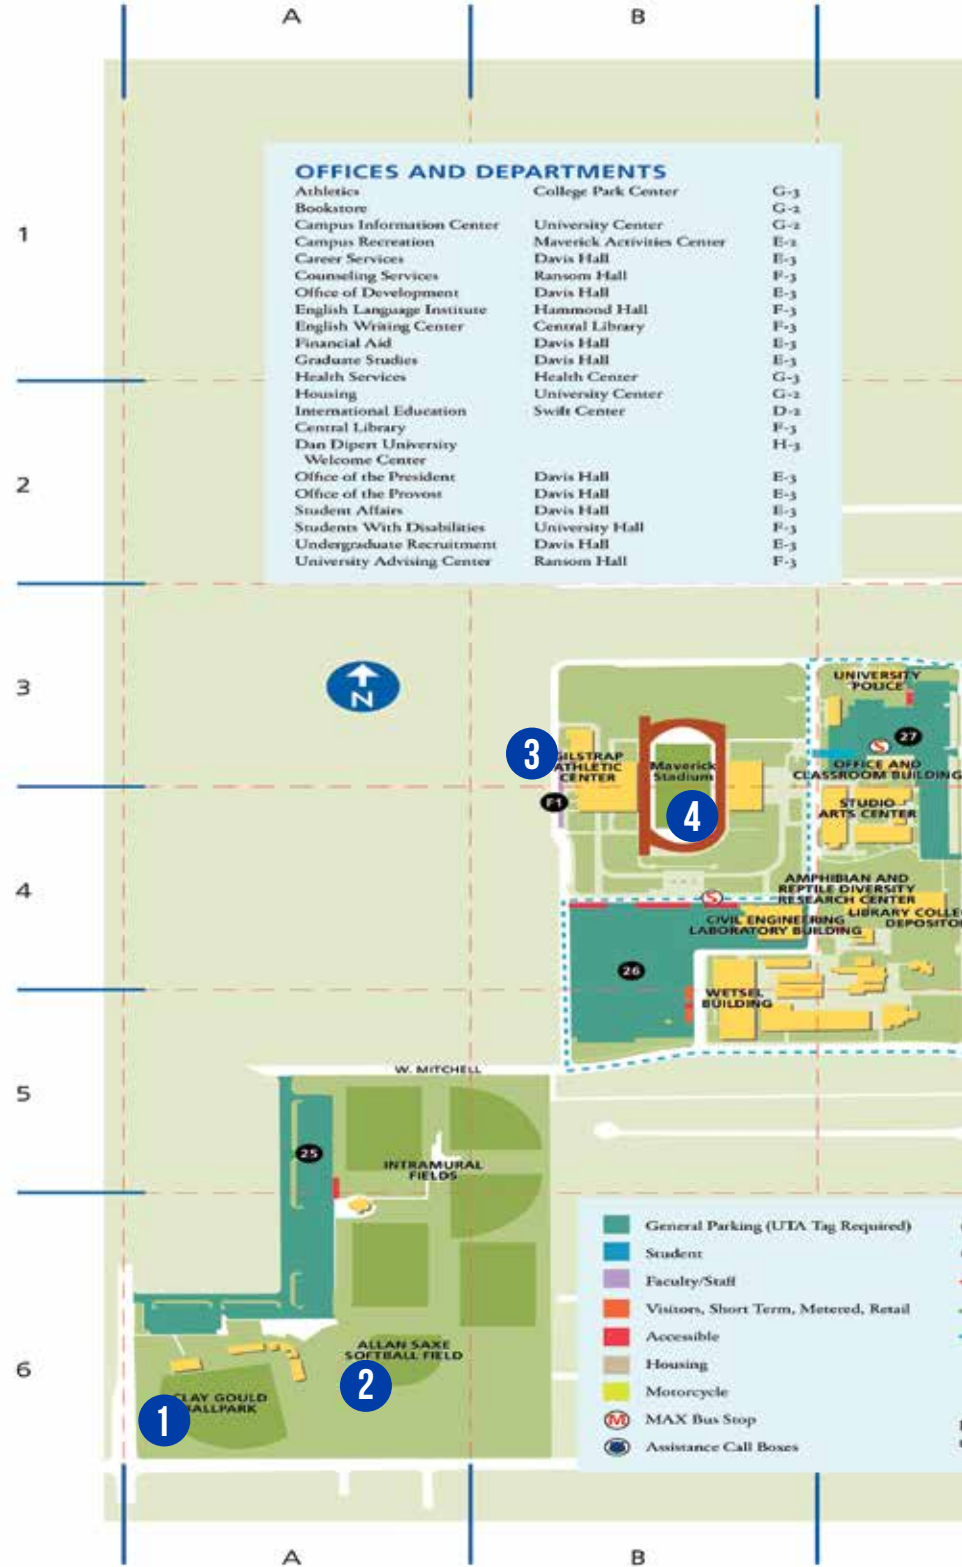 A B
1
OFFICES AND DEPARTMENTS
Athletics College Park Center G-3
Bookstore G-2
Campus Information Center University Center G-2
Campus Recreation Maverick Activities Center E-2
Career Services Davis Hall E-3
Counseling Services Ransom Hall F-3
Office of Development Davis Hall E-3
English Language Institute Hammond Hall F-3
English Writing Center Central Library F-3
Financial Aid Davis Hall E-3
Graduate Studies Davis Hall E-3
Health Services Health Center G-3
Housing University Center G-2
International Education Swift Center D-2
Central Library F-3
Dan Dipert University H-3
Welcome Center
Office of the President Davis Hall E-3
Office of the Provost Davis Hall E-3
Student Affairs Davis Hall E-3
Students With Disabilities University Hall F-3
Undergraduate Recruitment Davis Hall E-3
University Advising Center Ransom Hall F-3
2
3
N
UNIVERSITY
POLICE
27
S
OFFICE AND
CLASSROOM BUILDING
3
GILSTRAP
ATHLETIC
CENTER
Maverick
Stadium
4
F1
STUDIO
ARTS CENTER
4
AMPHIBIAN AND
REPTILE DIVERSITY
RESEARCH CENTER
S
CIVIL ENGINEERING
LABORATORY BUILDING
LIBRARY COLLE
DEPOSITO
26
WETSEL
BUILDING
5
W. MITCHELL
25
INTRAMURAL
FIELDS
6
ALLAN SAXE
SOFTBALL FIELD
2
1
CLAY GOULD
BALLPARK
General Parking (UTA Tag Required)
Student
Faculty/Staff
Visitors, Short Term, Metered, Retail
Accessible
Housing
Motorcycle
M MAX Bus Stop
Assistance Call Boxes
A B